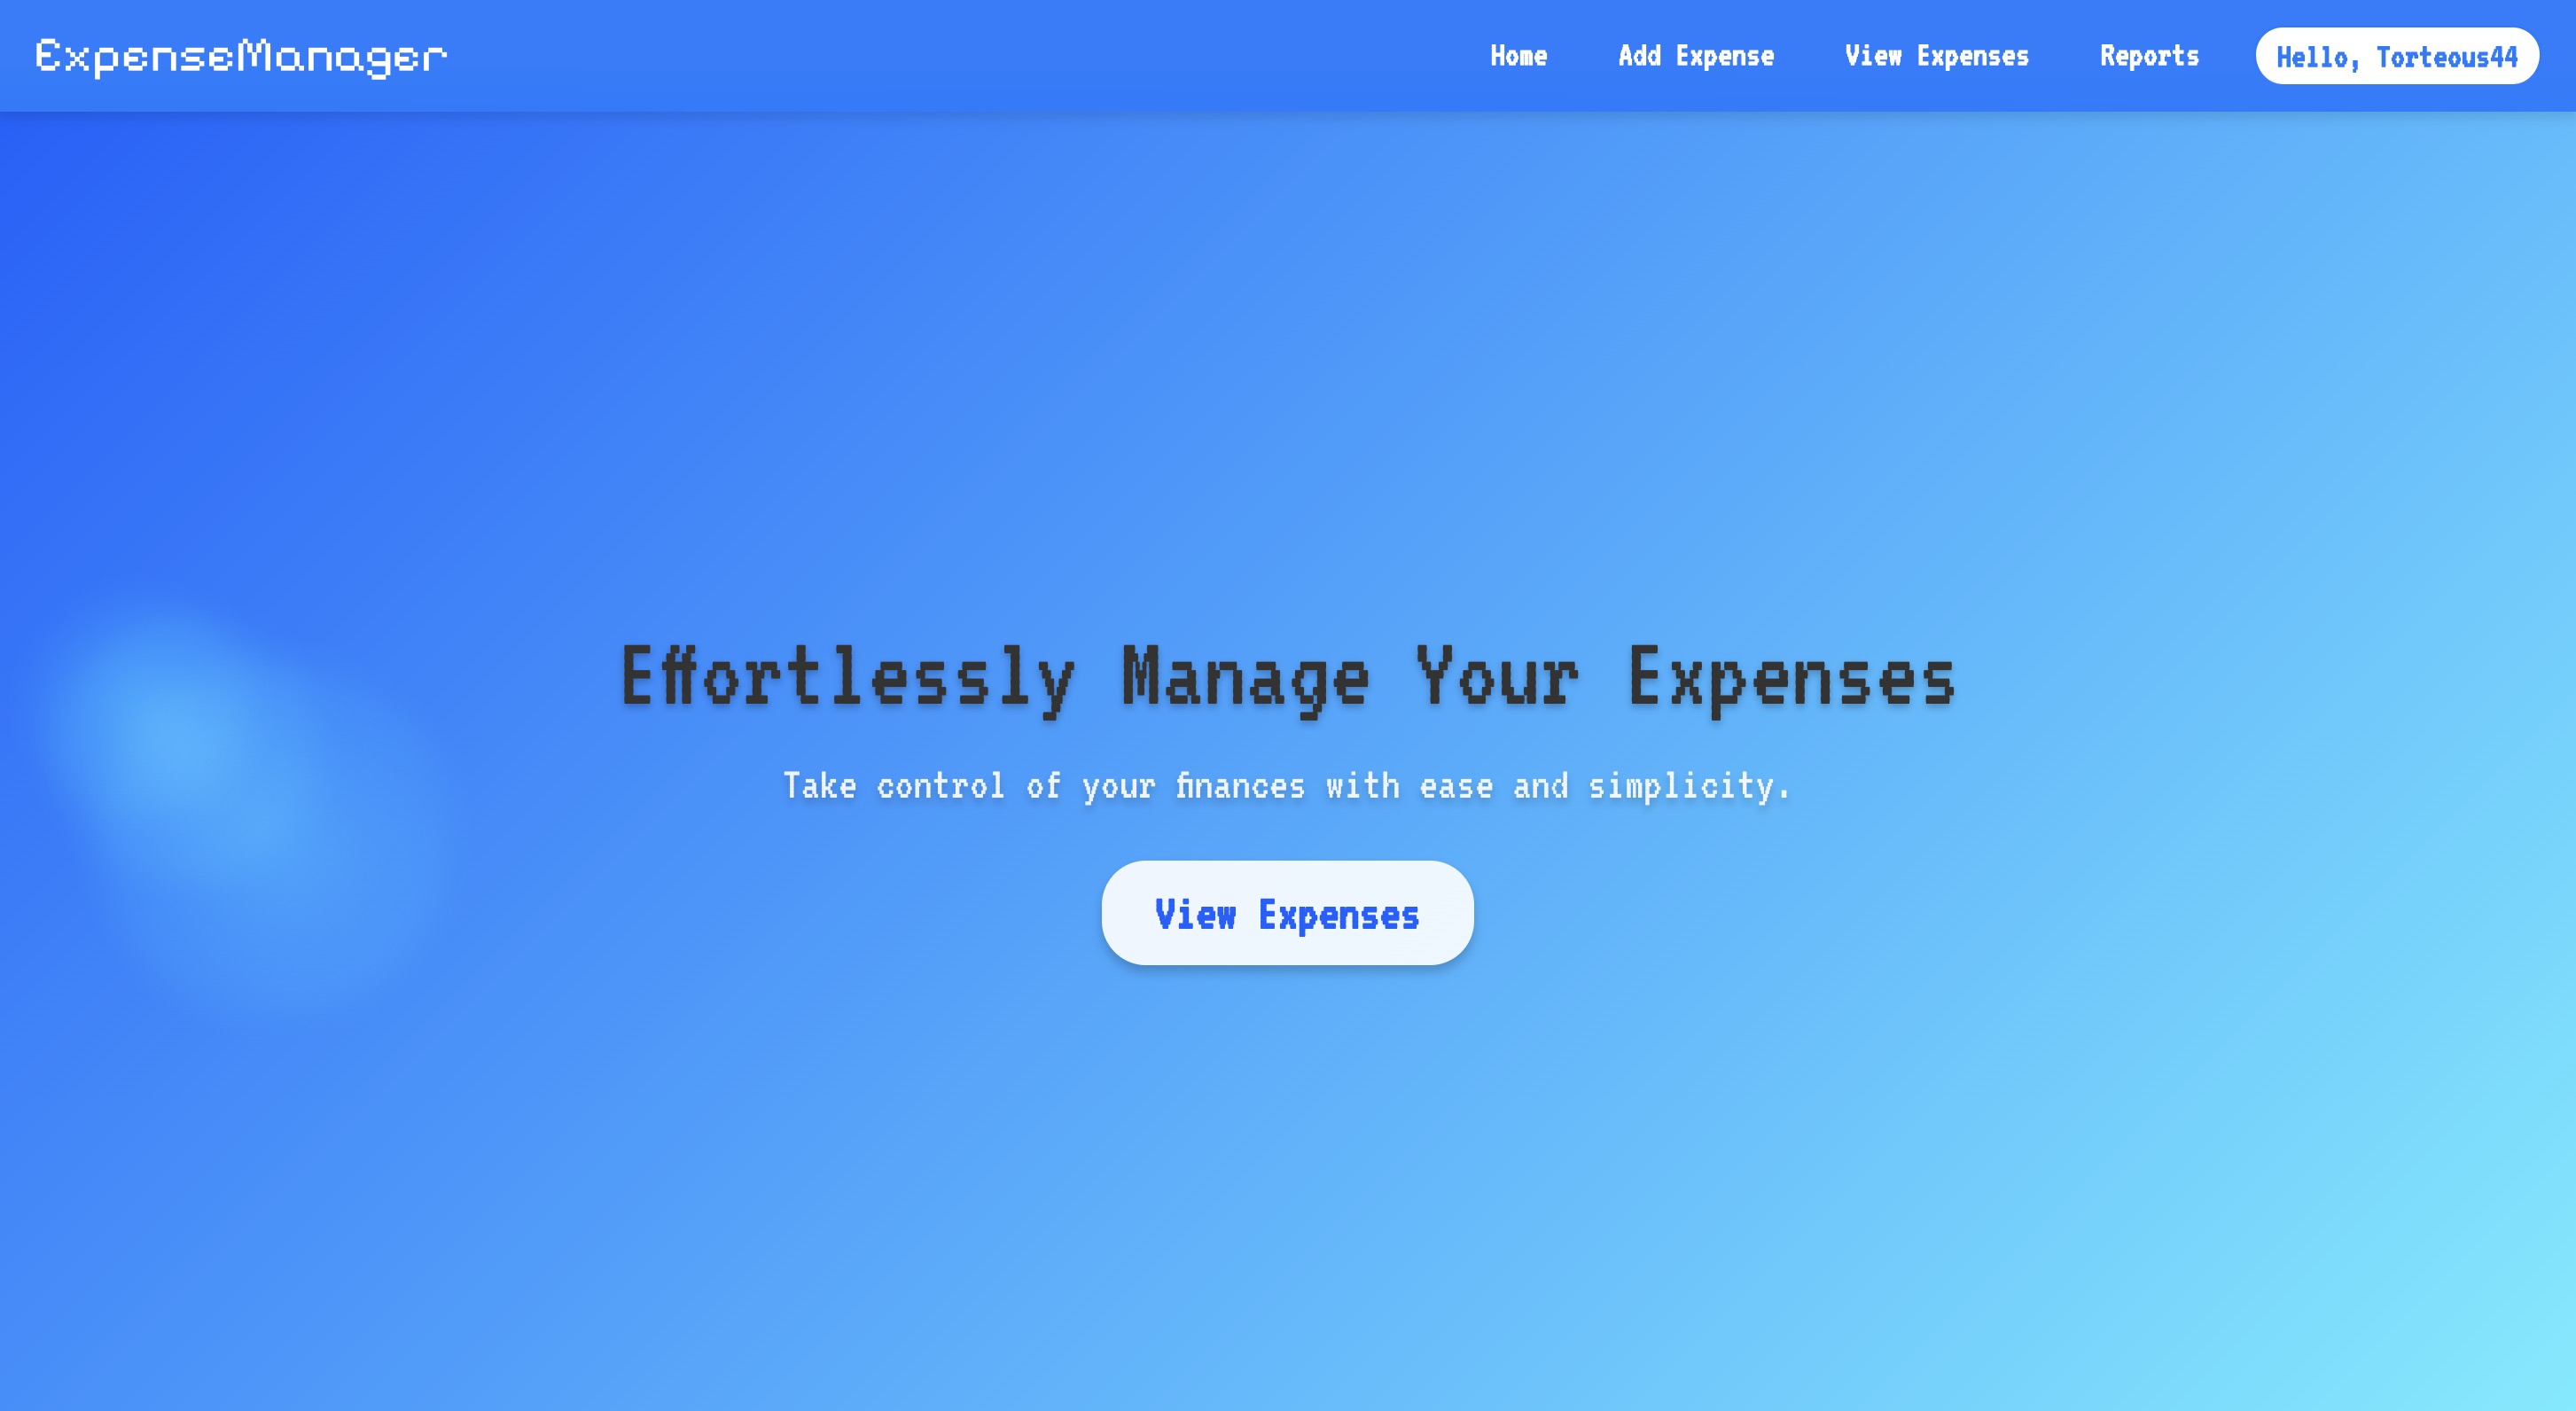 ExpenseManager
Home
Add Expense
View Expenses
Reports
Hello, Torteous44
Effortlessly Manage Your Expenses
Take control of your finances with ease and simplicity.
View Expenses